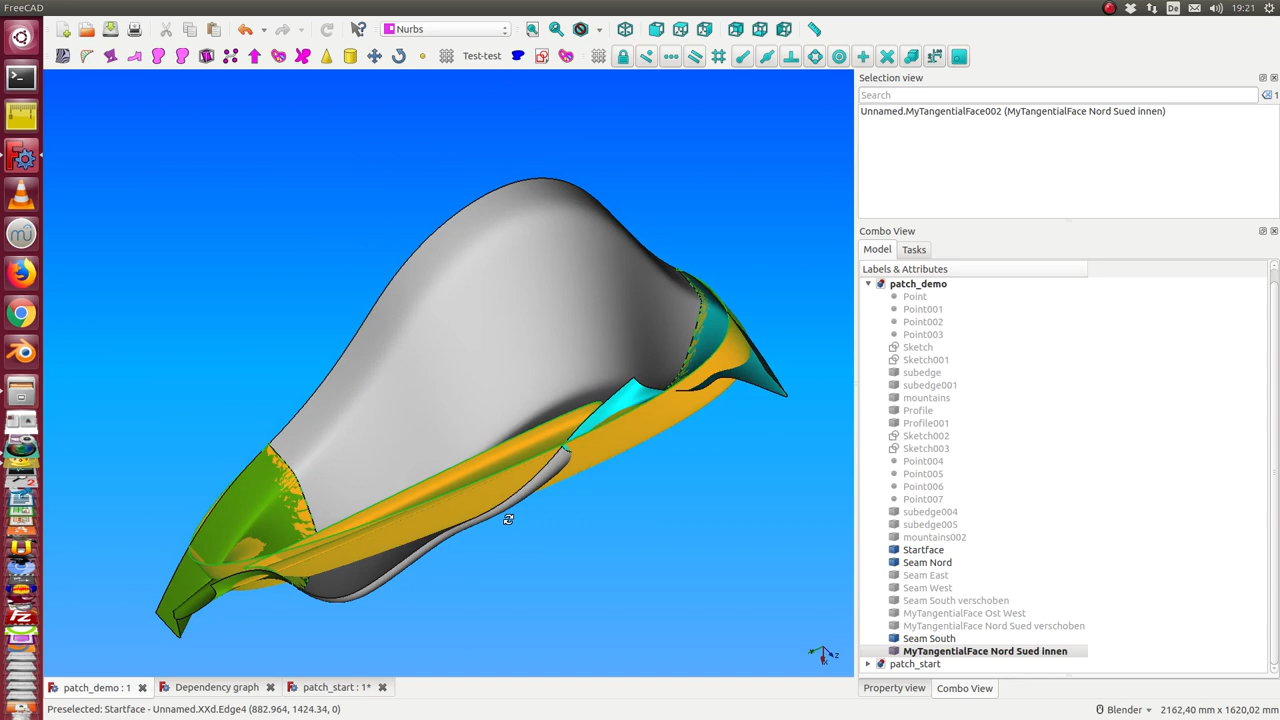 FreeCAD
De
19:21
Nurbs
Test-test
Selection view
Search
1
Unnamed.MyTangentialFace002 (MyTangentialFace Nord Sued innen)
Combo View
Model
Tasks
Labels & Attributes
patch_demo
Point
Point001
Point002
Point003
Sketch
Sketch001
subedge
subedge001
mountains
Profile
Profile001
Sketch002
Sketch003
Point004
Point005
Point006
Point007
subedge004
subedge005
mountains002
Startface
Seam Nord
Seam East
Seam West
Seam South verschoben
MyTangentialFace Ost West
MyTangentialFace Nord Sued verschoben
Seam South
MyTangentialFace Nord Sued innen
patch_start
patch_demo : 1
Dependency graph
patch_start : 1*
Property view
Combo View
Preselected: Startface - Unnamed.XXd.Edge4 (882.964, 1424.34, 0)
Blender
2162,40 mm x 1620,02 mm